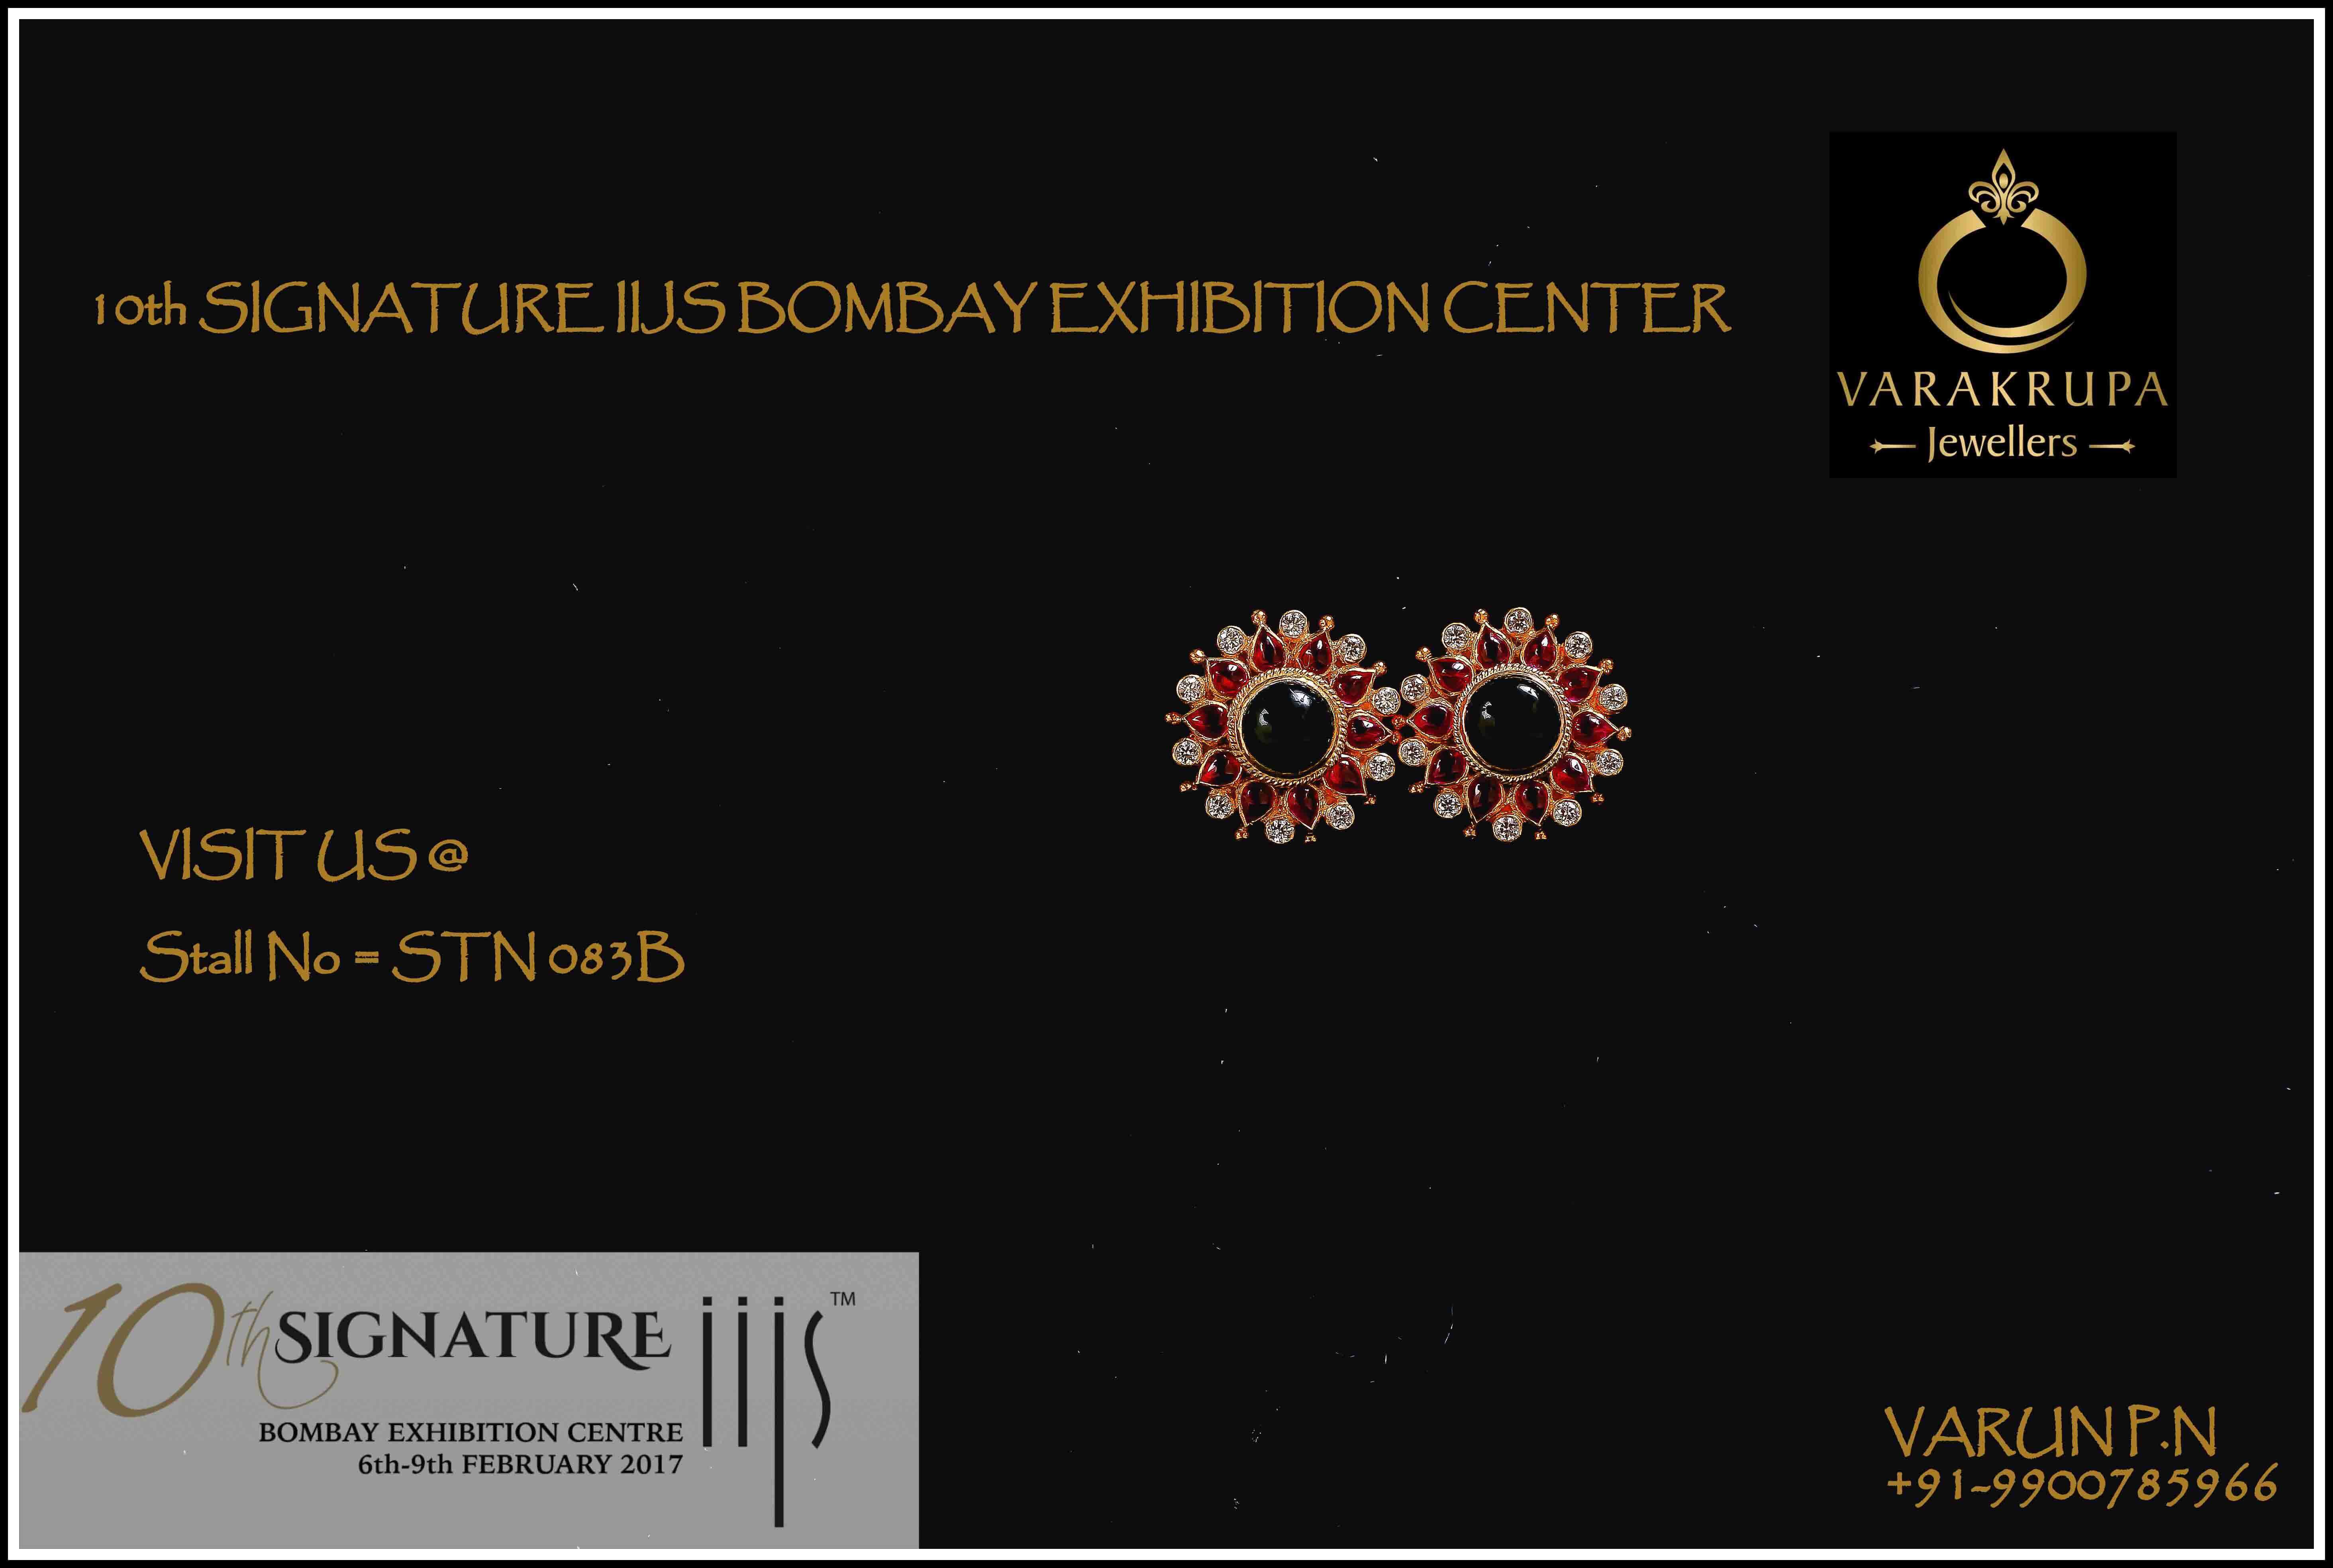 10th SIGNATURE IIJS BOMBAY EXHIBITION CENTER
VARAKRUPA
Jewellers
VISIT US @
Stall No = STN 083B
10th SIGNATURE iijs™
BOMBAY EXHIBITION CENTRE
6th-9th FEBRUARY 2017
VARUN P.N
+91-9900785966